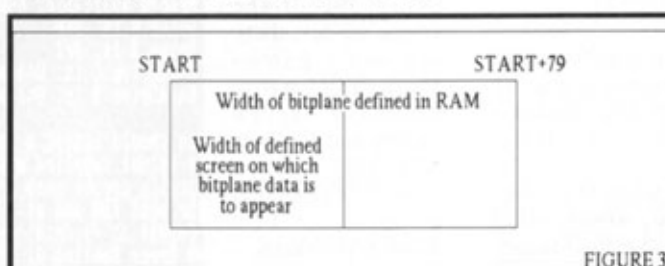 START START+79
Width of bitplane defined in RAM
Width of defined
screen on which
bitplane data is
to appear
FIGURE 3